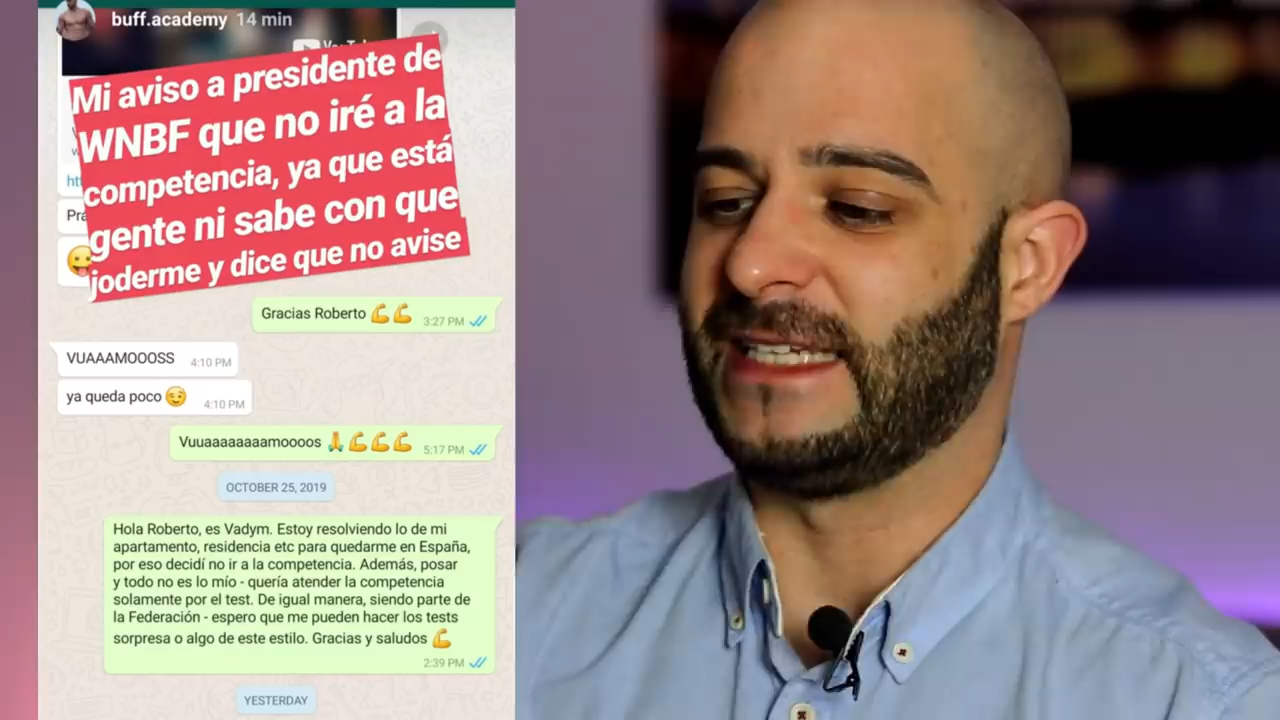 buff.academy 14 min
Mi aviso a presidente de
WNBF que no iré a la
competencia, ya que está
gente ni sabe con que
joderme y dice que no avise
Gracias Roberto 💪💪 3:27 PM
VUAAAMOOOSS 4:10 PM
ya queda poco 😉 4:10 PM
Vuuaaaaaaaamoooos 🙏💪💪💪 5:17 PM
OCTOBER 25, 2019
Hola Roberto, es Vadym. Estoy resolviendo lo de mi
apartamento, residencia etc para quedarme en España,
por eso decidí no ir a la competencia. Además, posar
y todo no es lo mío - quería atender la competencia
solamente por el test. De igual manera, siendo parte de
la Federación - espero que me pueden hacer los tests
sorpresa o algo de este estilo. Gracias y saludos 💪
2:39 PM
YESTERDAY